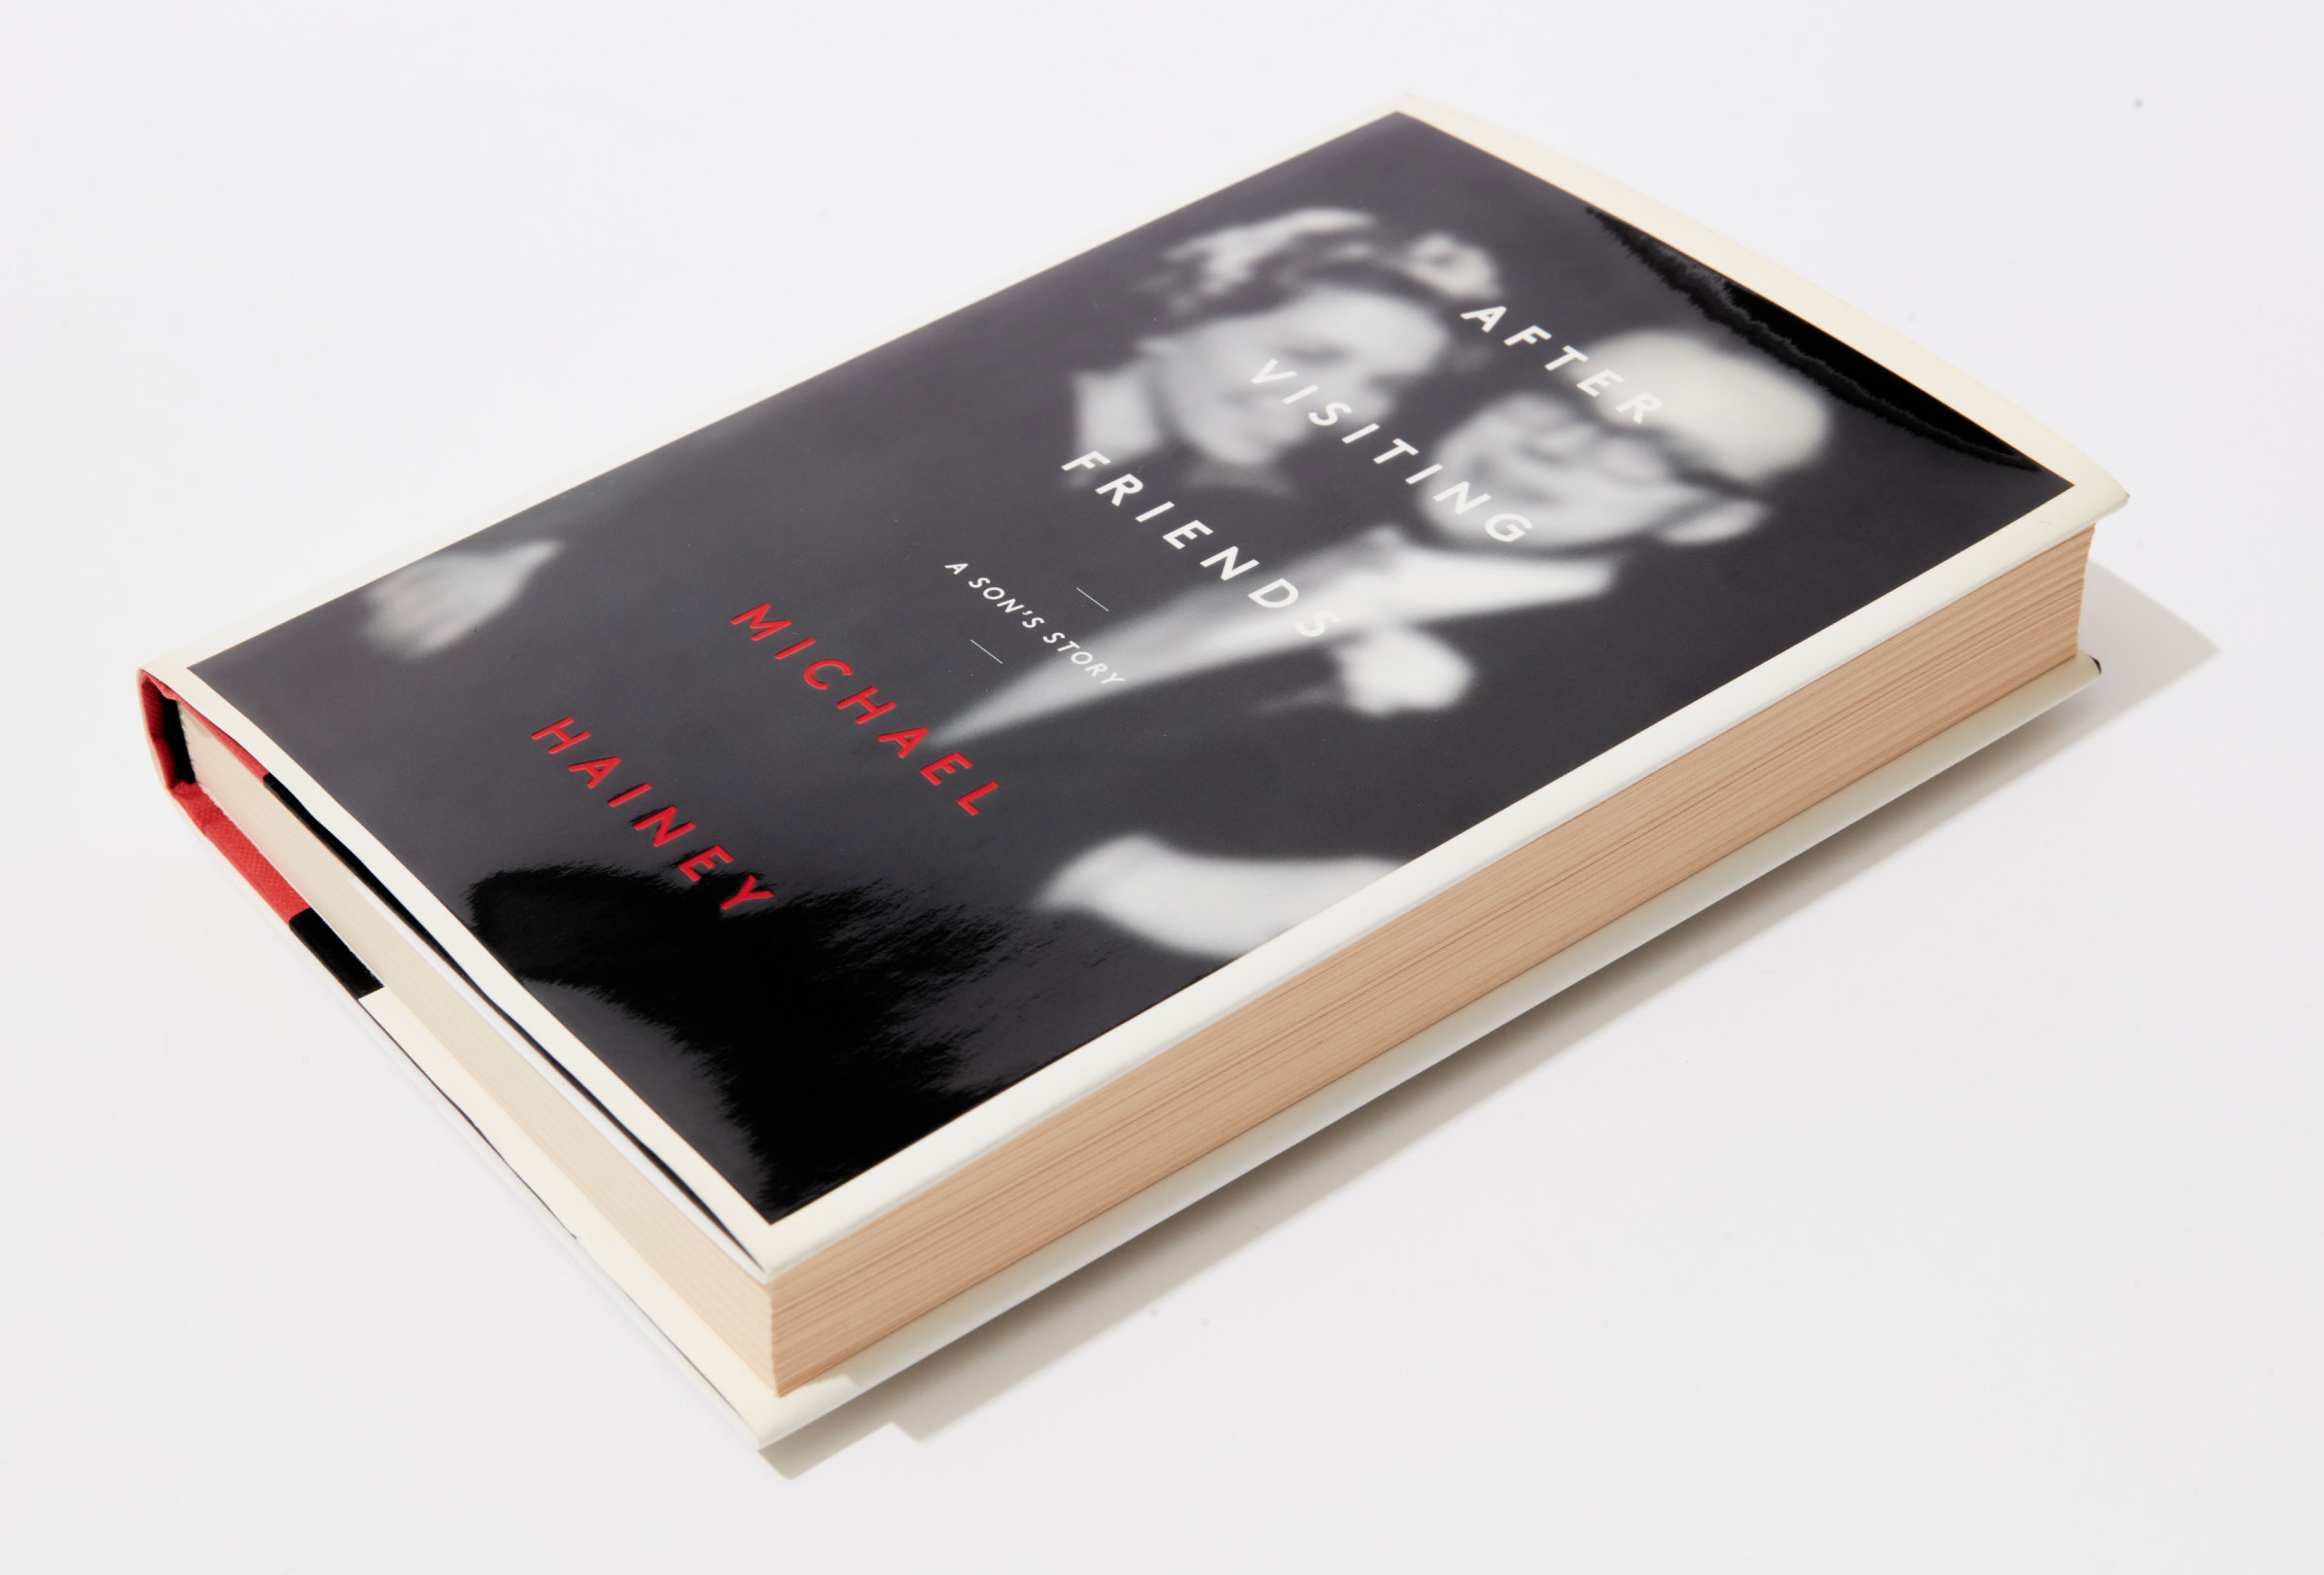 AFTER
VISITING
FRIENDS
A SON'S STORY
MICHAEL
HAINEY